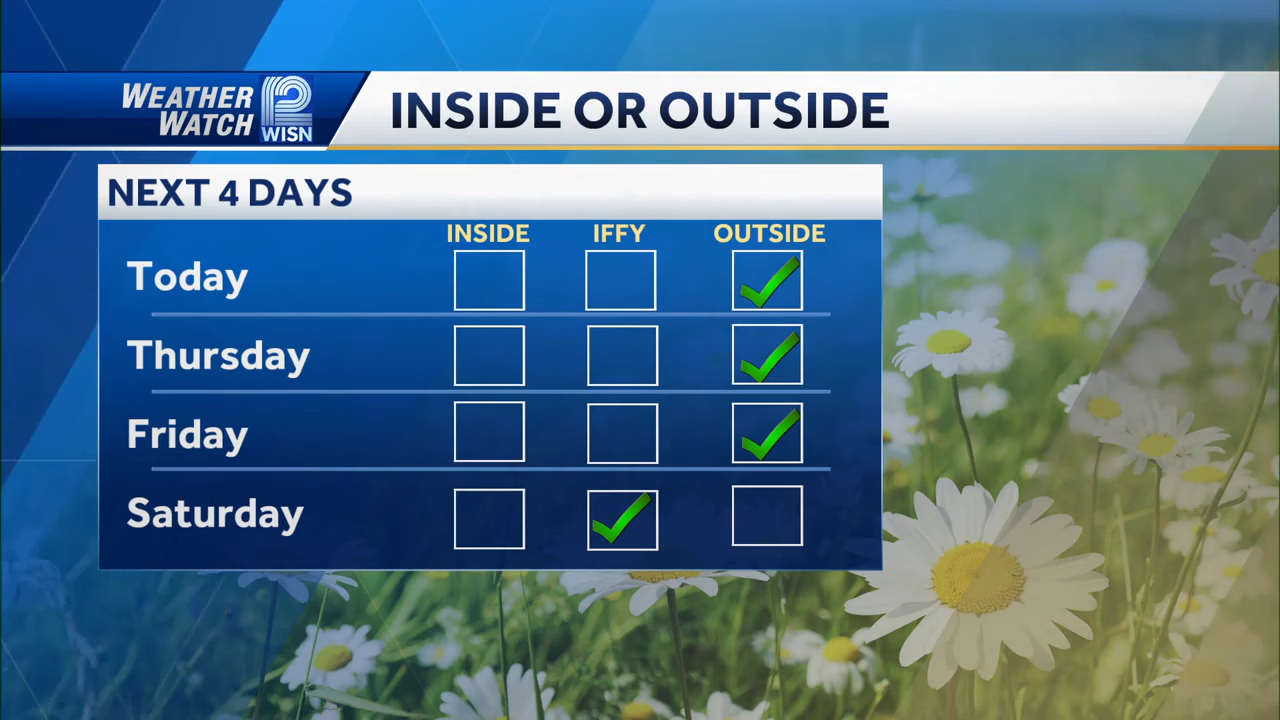 WEATHER
WATCH
12
WISN
INSIDE OR OUTSIDE
NEXT 4 DAYS
INSIDE IFFY OUTSIDE
Today
Thursday
Friday
Saturday